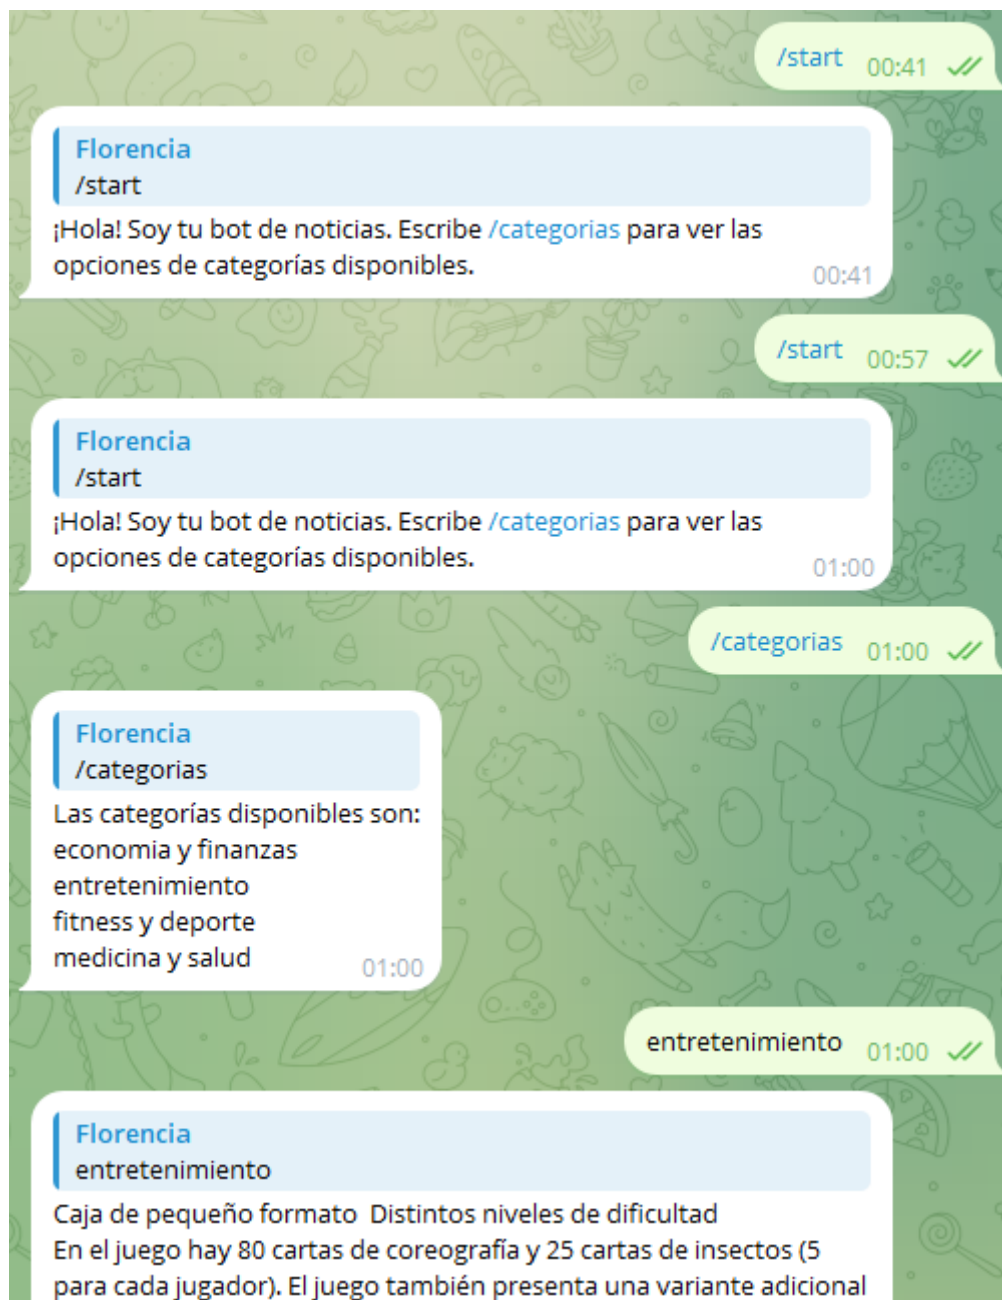 /start 00:41
Florencia
/start
¡Hola! Soy tu bot de noticias. Escribe /categorias para ver las
opciones de categorías disponibles.
00:41
/start 00:57
Florencia
/start
¡Hola! Soy tu bot de noticias. Escribe /categorias para ver las
opciones de categorías disponibles.
01:00
/categorias 01:00
Florencia
/categorias
Las categorías disponibles son:
economia y finanzas
entretenimiento
fitness y deporte
medicina y salud
01:00
entretenimiento 01:00
Florencia
entretenimiento
Caja de pequeño formato  Distintos niveles de dificultad
En el juego hay 80 cartas de coreografía y 25 cartas de insectos (5
para cada jugador). El juego también presenta una variante adicional